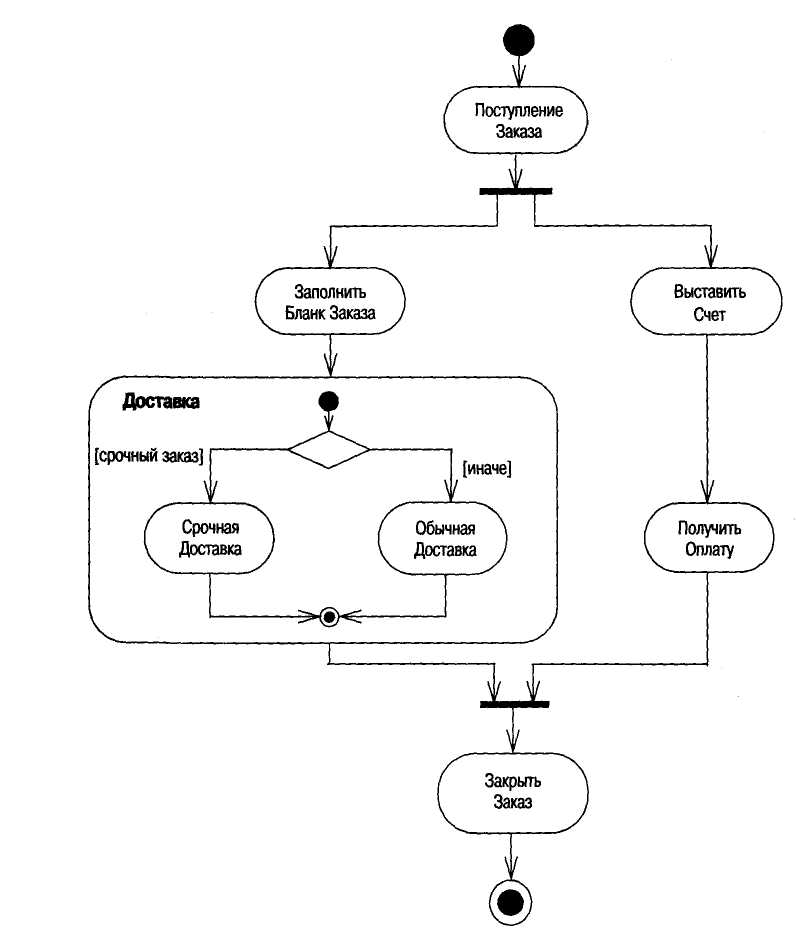 Поступление
Заказа
Заполнить
Бланк Заказа
Выставить
Счет
Доставка
[срочный заказ]
[иначе]
Срочная
Доставка
Обычная
Доставка
Получить
Оплату
Закрыть
Заказ